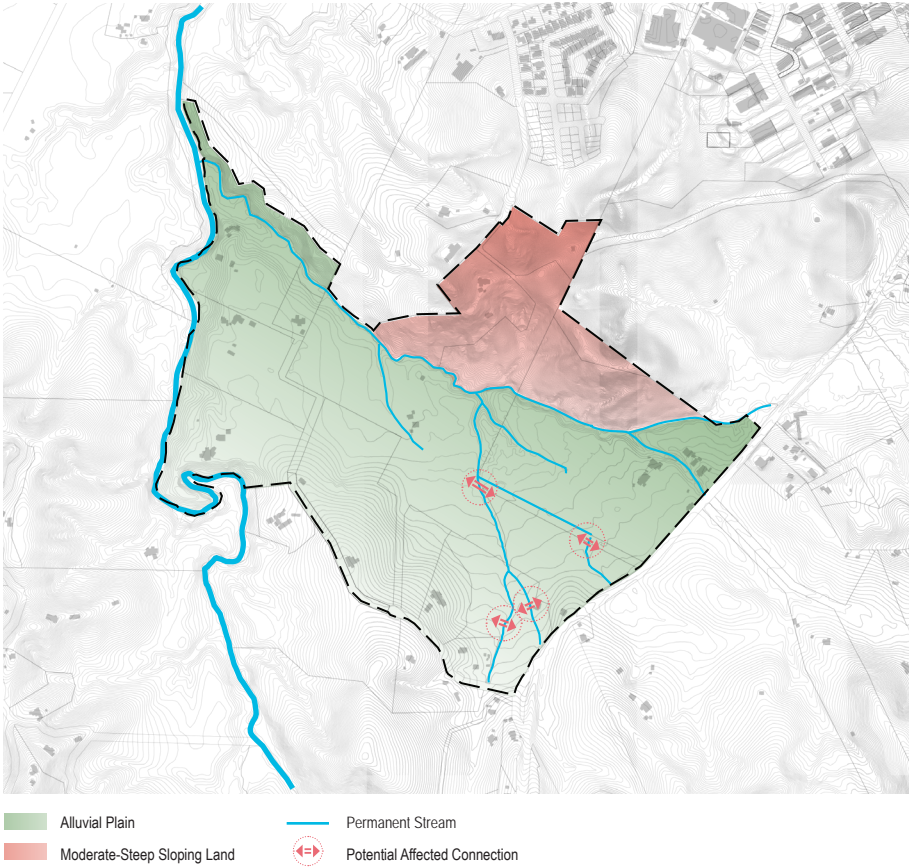 Alluvial Plain
Permanent Stream
Moderate-Steep Sloping Land
Potential Affected Connection